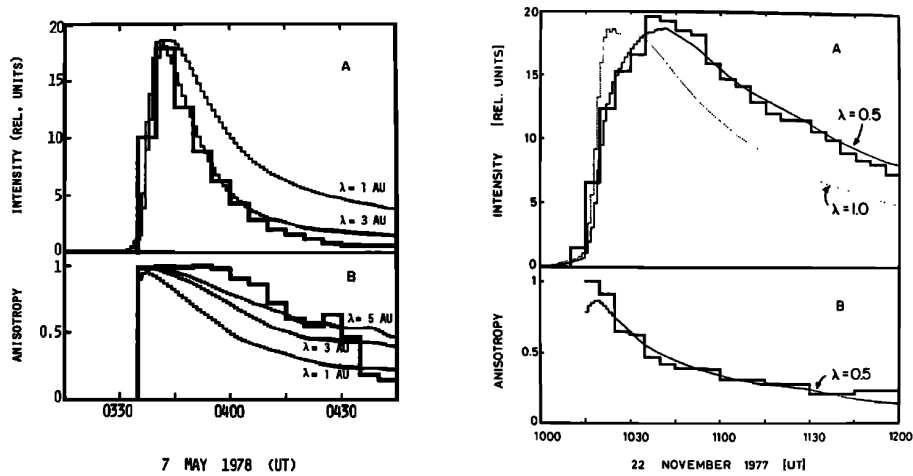 20
15
10
5
0
INTENSITY (REL. UNITS)
A
λ= 1 AU
λ= 3 AU
1
0.5
0
ANISOTROPY
B
λ= 5 AU
λ= 3 AU
λ= 1 AU
0330
0400
0430
7 MAY 1978 (UT)
20
15
10
5
0
INTENSITY [REL. UNITS]
A
λ=0.5
λ=1.0
1
0.5
0
ANISOTROPY
B
λ=0.5
1000
1030
1100
1130
1200
22 NOVEMBER 1977 [UT]